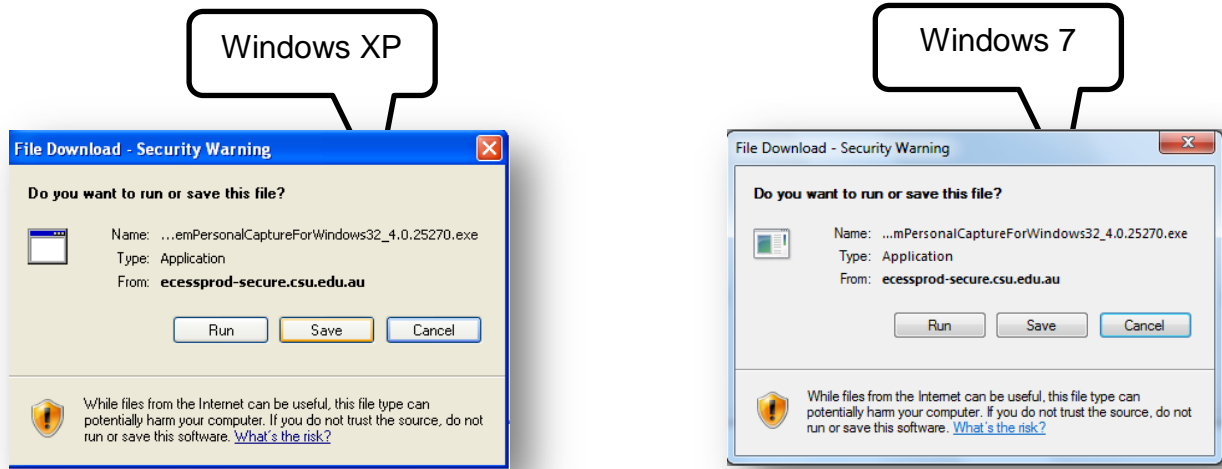 Windows XP
File Download - Security Warning
Do you want to run or save this file?
Name: ...emPersonalCaptureForWindows32_4.0.25270.exe
Type: Application
From: ecessprod-secure.csu.edu.au
Run Save Cancel
While files from the Internet can be useful, this file type can
potentially harm your computer. If you do not trust the source, do not
run or save this software. What's the risk?
Windows 7
File Download - Security Warning
X
Do you want to run or save this file?
Name: ...mPersonalCaptureForWindows32_4.0.25270.exe
Type: Application
From: ecessprod-secure.csu.edu.au
Run Save Cancel
While files from the Internet can be useful, this file type can
potentially harm your computer. If you do not trust the source, do not
run or save this software. What's the risk?